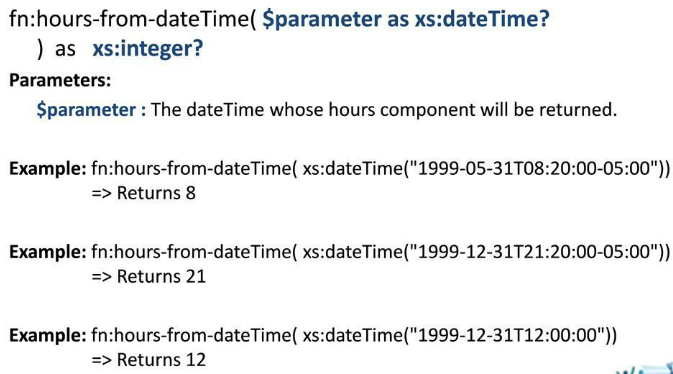 fn:hours-from-dateTime( $parameter as xs:dateTime?
) as xs:integer?
Parameters:
$parameter : The dateTime whose hours component will be returned.
Example: fn:hours-from-dateTime( xs:dateTime("1999-05-31T08:20:00-05:00"))
=> Returns 8
Example: fn:hours-from-dateTime( xs:dateTime("1999-12-31T21:20:00-05:00"))
=> Returns 21
Example: fn:hours-from-dateTime( xs:dateTime("1999-12-31T12:00:00"))
=> Returns 12